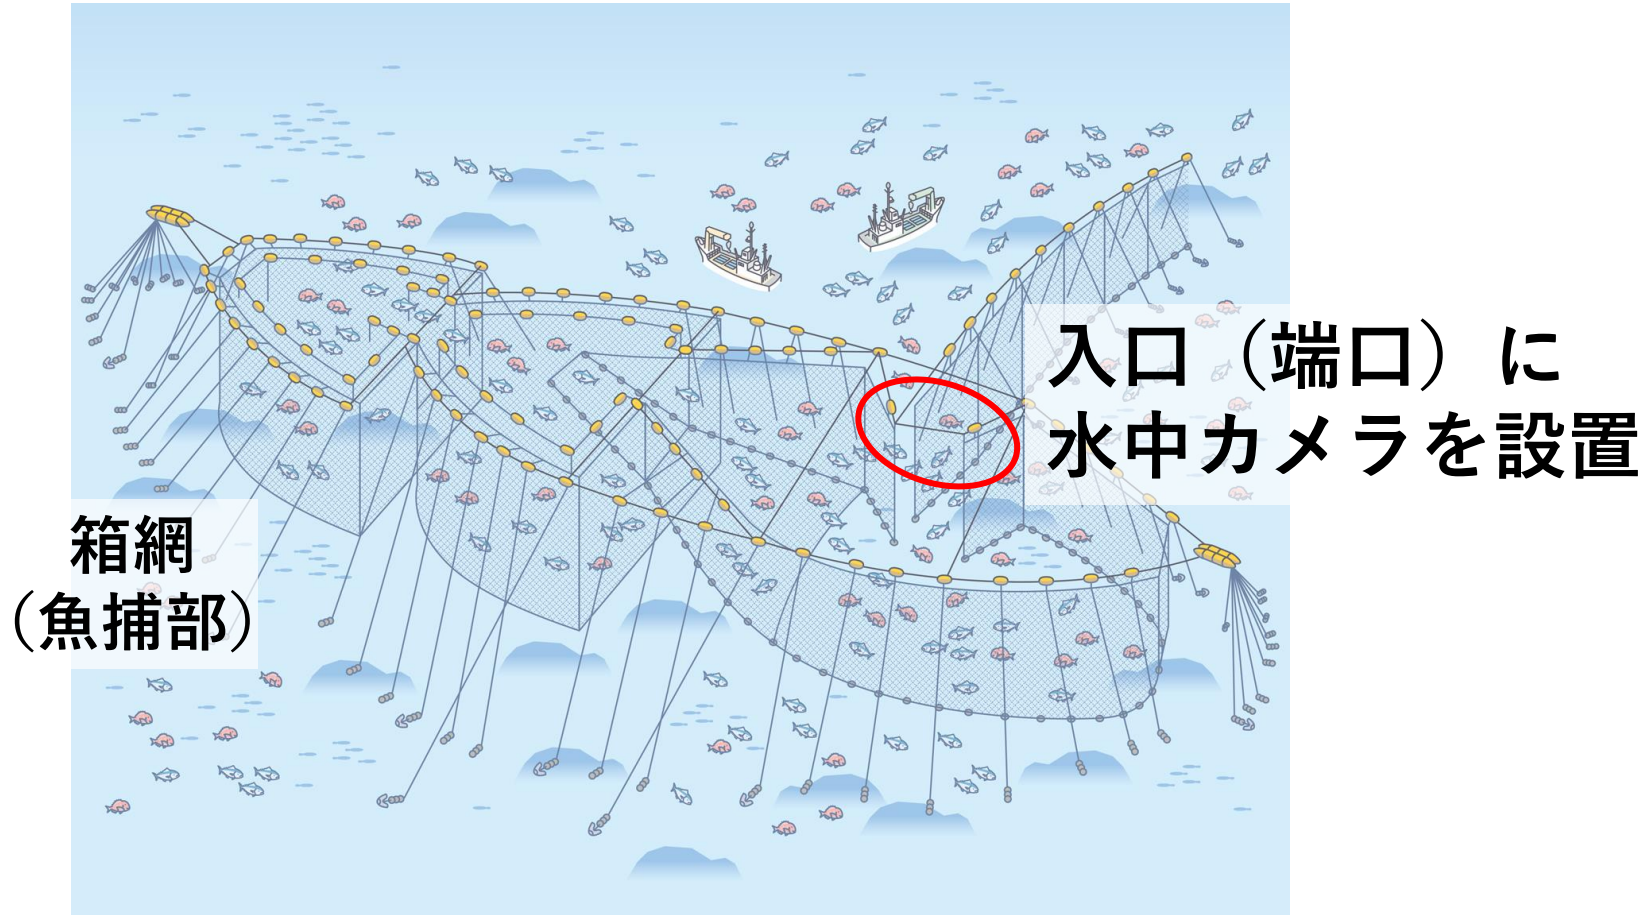 入口（端口）に
水中カメラを設置
箱網
（魚捕部）